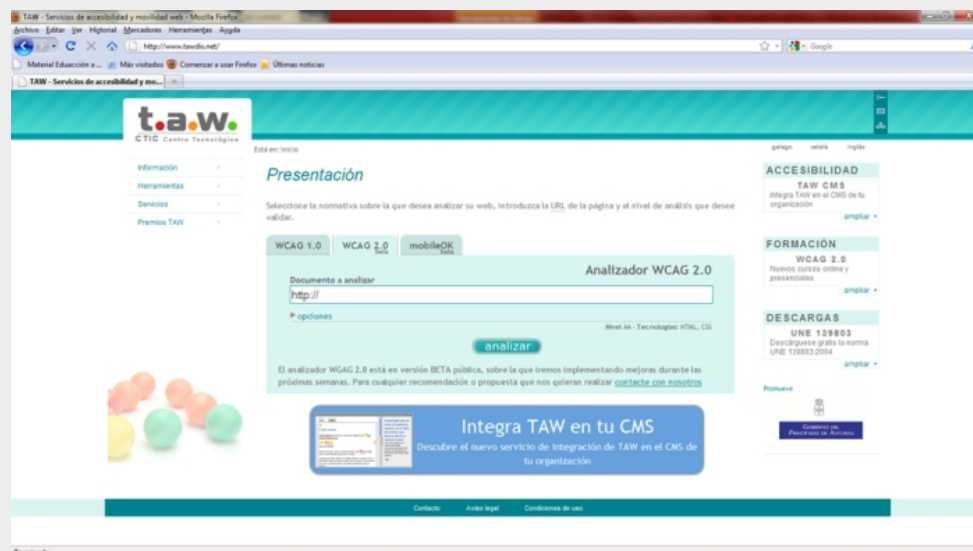 TAW - Servicios de accesibilidad y movilidad web - Mozilla Firefox
Archivo Editar Ver Historial Marcadores Herramientas Ayuda
http://www.tawdis.net/
Google
Material Eduacción a ... Más visitados Comenzar a usar Firefox Últimas noticias
TAW - Servicios de accesibilidad y mo...
t.a.w.
CTIC Centro Tecnológico
Está en: Inicio
galego català inglés
Información
Herramientas
Servicios
Premios TAW
Presentación
Seleccione la normativa sobre la que desea analizar su web, introduzca la URL de la página y el nivel de análisis que desee
validar.
WCAG 1.0
WCAG 2.0 beta
mobileOK beta
Analizador WCAG 2.0
Documento a analizar
http://
opciones
Nivel AA - Tecnologías: HTML, CSS
analizar
El analizador WGAG 2.0 está en versión BETA pública, sobre la que iremos implementando mejoras durante las
próximas semanas. Para cualquier recomendación o propuesta que nos quieran realizar contacte con nosotros
Integra TAW en tu CMS
Descubre el nuevo servicio de integración de TAW en el CMS de
tu organización
ACCESIBILIDAD
TAW CMS
Integra TAW en el CMS de tu
organización
ampliar
FORMACIÓN
WCAG 2.0
Nuevos cursos online y
presenciales
ampliar
DESCARGAS
UNE 139803
Descárguese gratis la norma
UNE 139803:2004
ampliar
Promueve
Gobierno del
Principado de Asturias
Contacto Aviso legal Condiciones de uso